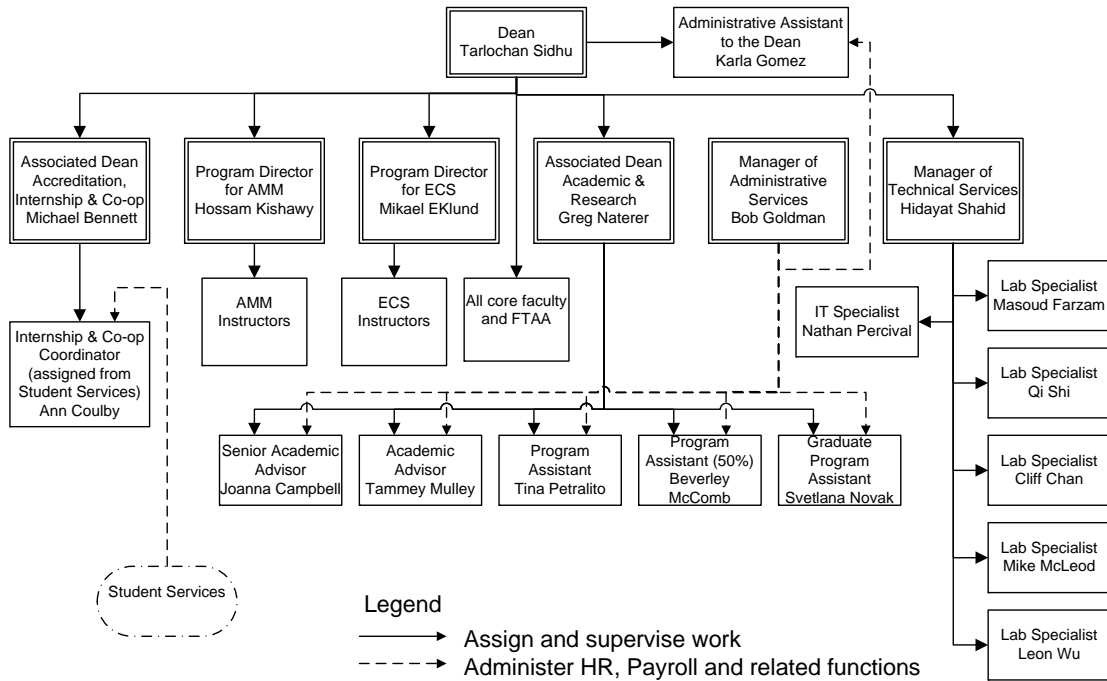 Dean
Tarlochan Sidhu
Administrative Assistant
to the Dean
Karla Gomez
Associated Dean
Accreditation,
Internship & Co-op
Michael Bennett
Program Director
for AMM
Hossam Kishawy
Program Director
for ECS
Mikael EKlund
Associated Dean
Academic &
Research
Greg Naterer
Manager of
Administrative
Services
Bob Goldman
Manager of
Technical Services
Hidayat Shahid
AMM
Instructors
ECS
Instructors
All core faculty
and FTAA
IT Specialist
Nathan Percival
Lab Specialist
Masoud Farzam
Internship & Co-op
Coordinator
(assigned from
Student Services)
Ann Coulby
Lab Specialist
Qi Shi
Senior Academic
Advisor
Joanna Campbell
Academic
Advisor
Tammey Mulley
Program
Assistant
Tina Petralito
Program
Assistant (50%)
Beverley
McComb
Graduate
Program
Assistant
Svetlana Novak
Lab Specialist
Cliff Chan
Lab Specialist
Mike McLeod
Lab Specialist
Leon Wu
Student Services
Legend
Assign and supervise work
Administer HR, Payroll and related functions